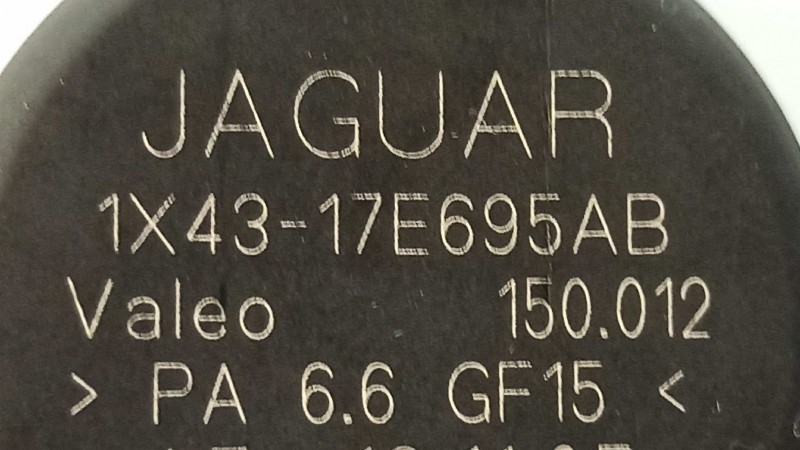 JAGUAR
1X43-17E695AB
Valeo 150.012
> PA 6.6 GF15 <